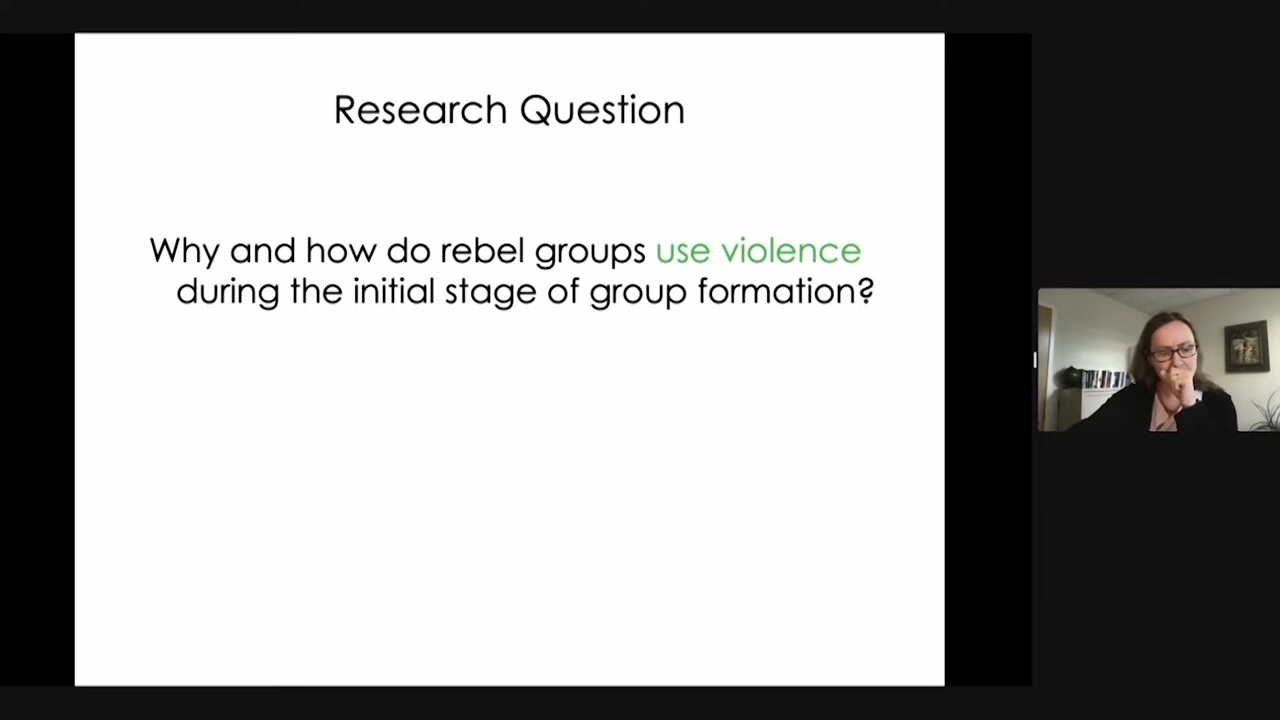 Research Question
Why and how do rebel groups use violence
during the initial stage of group formation?